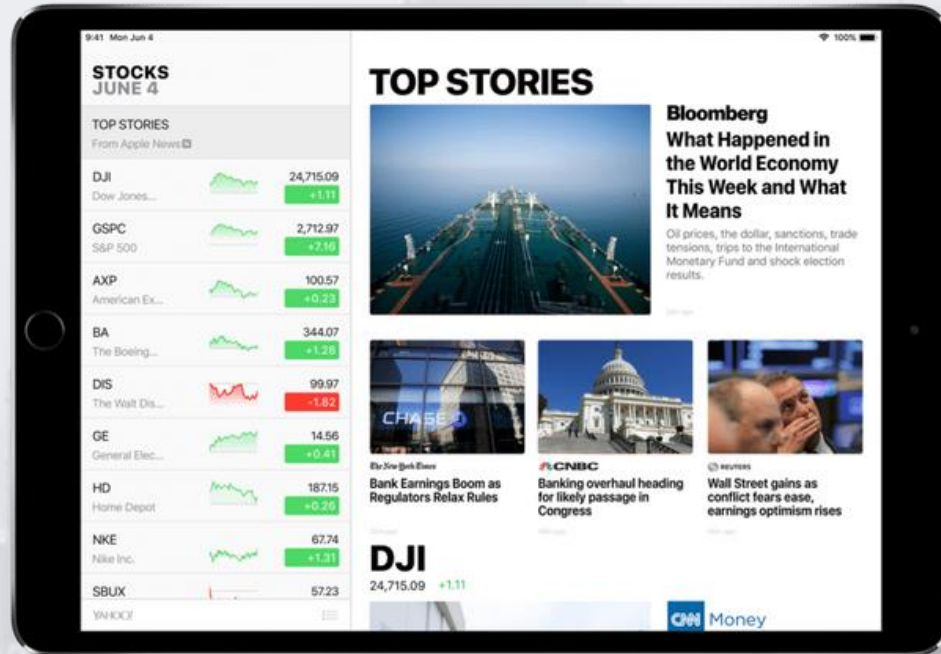 9:41 Mon Jun 4
100%
STOCKS
JUNE 4
TOP STORIES
From Apple News
DJI
24,715.09
Dow Jones...
+1.11
GSPC
2,712.97
S&P 500
+7.16
AXP
100.57
American Ex...
+0.23
BA
344.07
The Boeing...
+1.28
DIS
99.97
The Walt Dis...
-1.82
GE
14.56
General Elec...
+0.41
HD
187.15
Home Depot
+0.26
NKE
67.74
Nike Inc.
+1.31
SBUX
57.23
YAHOO!
TOP STORIES
Bloomberg
What Happened in
the World Economy
This Week and What
It Means
Oil prices, the dollar, sanctions, trade
tensions, trips to the International
Monetary Fund and shock election
results.
CHASE
The New York Times
Bank Earnings Boom as
Regulators Relax Rules
CNBC
Banking overhaul heading
for likely passage in
Congress
REUTERS
Wall Street gains as
conflict fears ease,
earnings optimism rises
DJI
24,715.09 +1.11
CNN Money